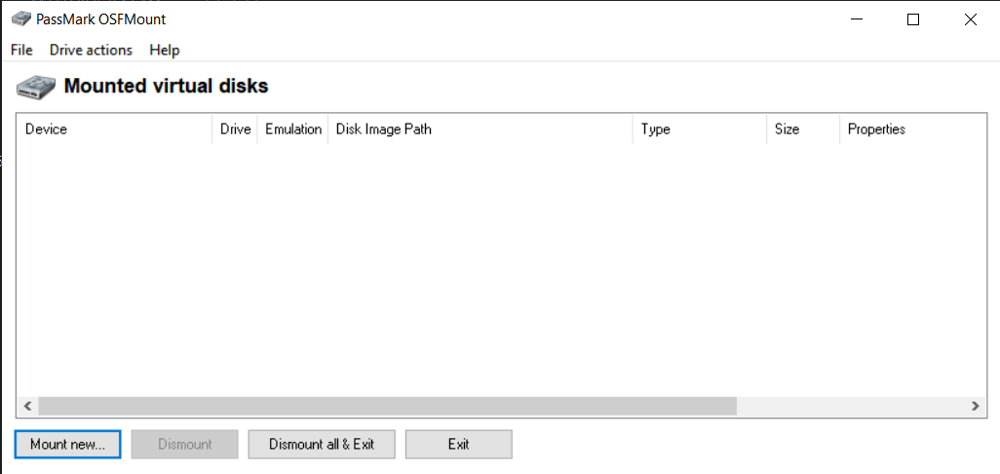 PassMark OSFMount
File Drive actions Help
Mounted virtual disks
Device Drive Emulation Disk Image Path Type Size Properties
Mount new... Dismount Dismount all & Exit Exit